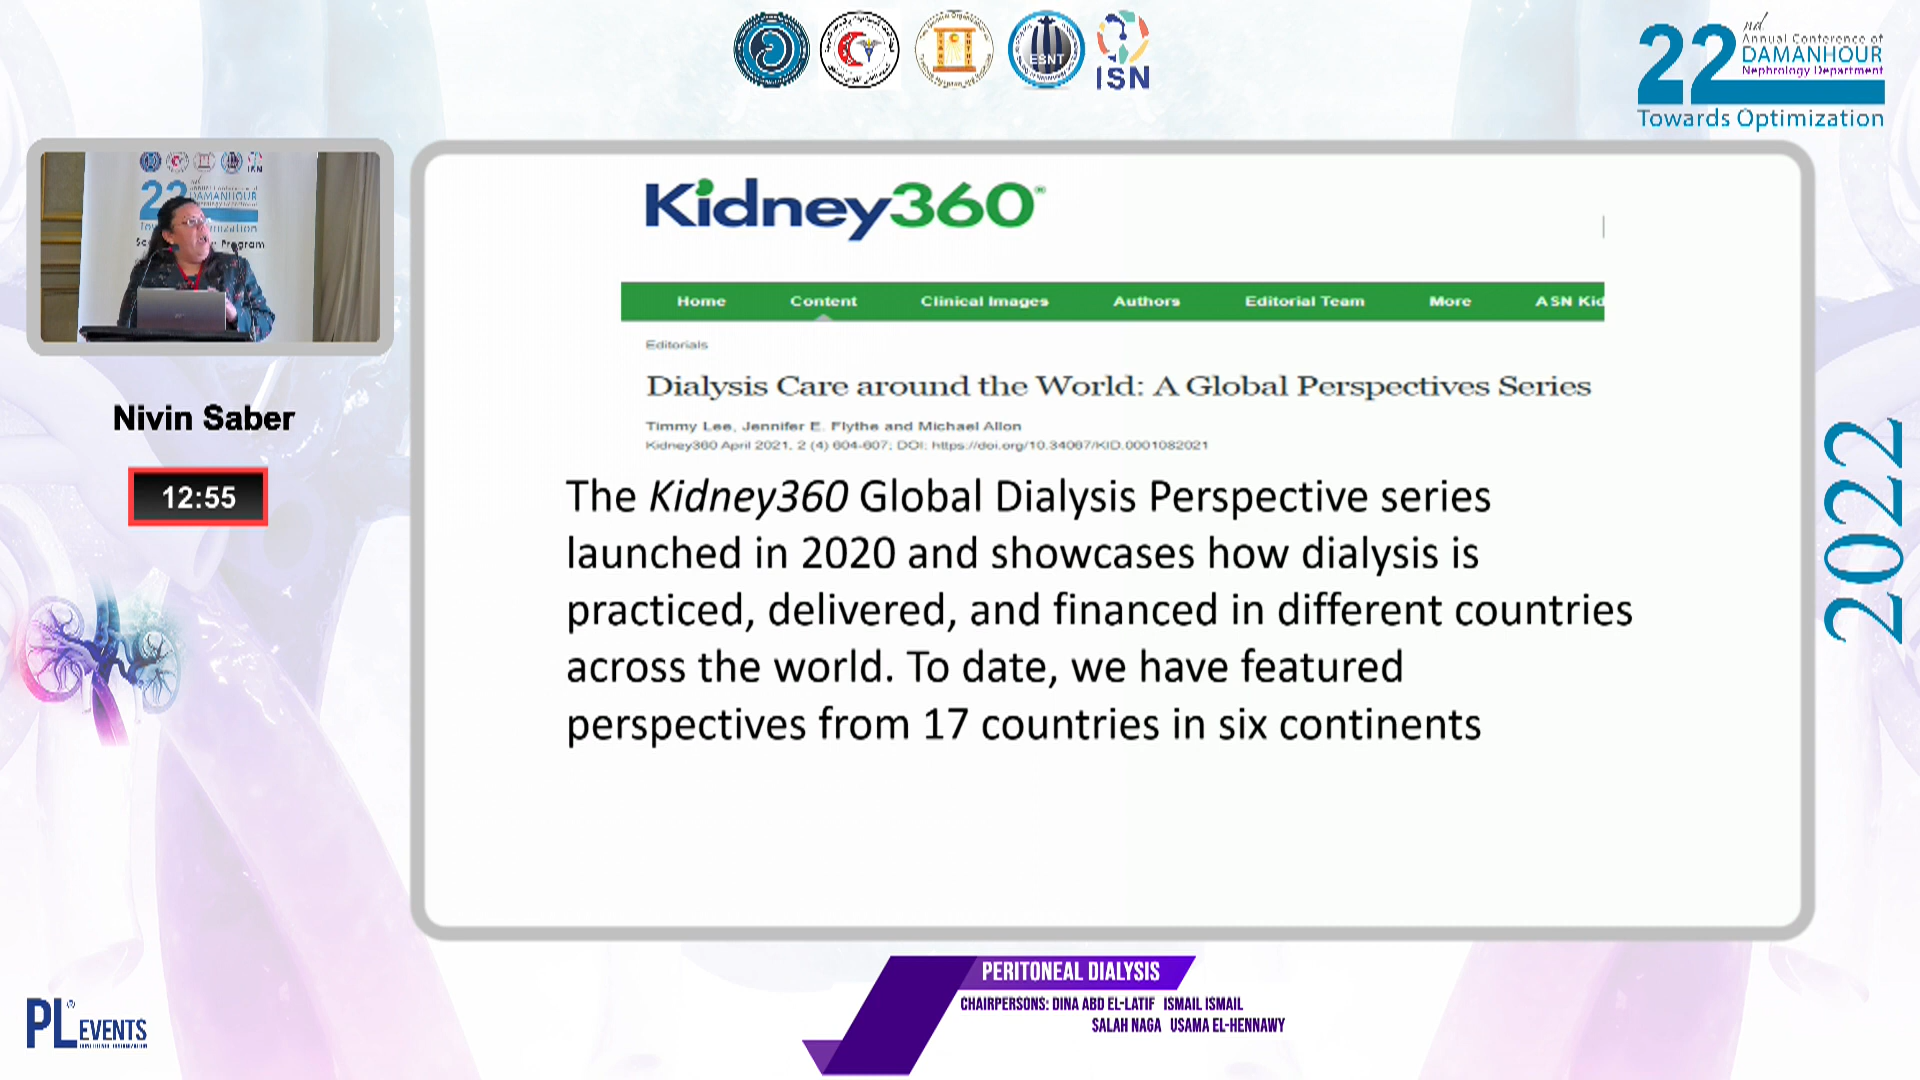 ESNT
ISN
22nd
Annual Conference of
DAMANHOUR
Nephrology Department
Towards Optimization
22
DAMANHOUR
Nivin Saber
12:55
Kidney360
Home Content Clinical Images Authors Editorial Team More ASN Kid
Editorials
Dialysis Care around the World: A Global Perspectives Series
Timmy Lee, Jennifer E. Flythe and Michael Allon
Kidney360 April 2021, 2 (4) 604-607; DOI: https://doi.org/10.34067/KID.0001082021
The Kidney360 Global Dialysis Perspective series
launched in 2020 and showcases how dialysis is
practiced, delivered, and financed in different countries
across the world. To date, we have featured
perspectives from 17 countries in six continents
2022
PERITONEAL DIALYSIS
CHAIRPERSONS: DINA ABD EL-LATIF ISMAIL ISMAIL
SALAH NAGA USAMA EL-HENNAWY
PL EVENTS